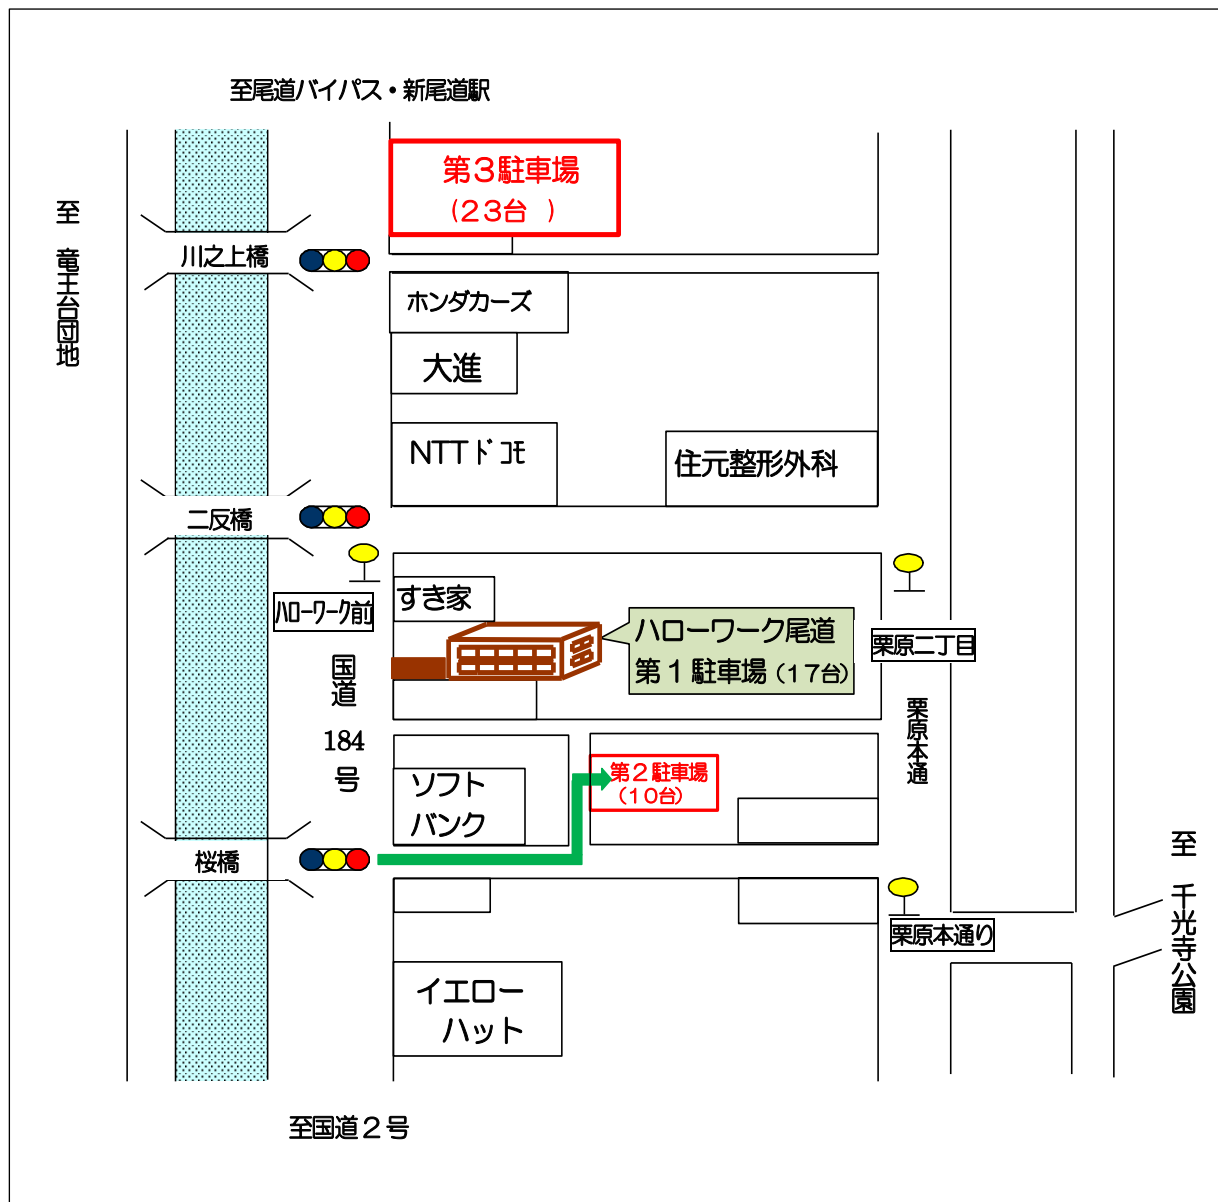 至尾道バイパス・新尾道駅
第3駐車場
(23台 )
至 竜王台団地
川之上橋
ホンダカーズ
大進
NTTドコモ
住元整形外科
二反橋
ハローワーク前
すき家
ハローワーク尾道
第1駐車場(17台)
栗原二丁目
国道184号
栗原本通
ソフト
バンク
第2駐車場
(10台)
桜橋
至 千光寺公園
栗原本通り
イエロー
ハット
至国道2号